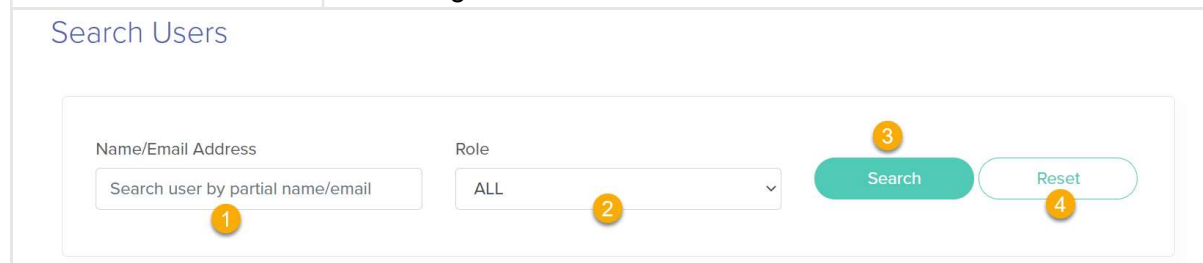 Search Users
Name/Email Address
Role
3
Search user by partial name/email
ALL
Search
Reset
1
2
4